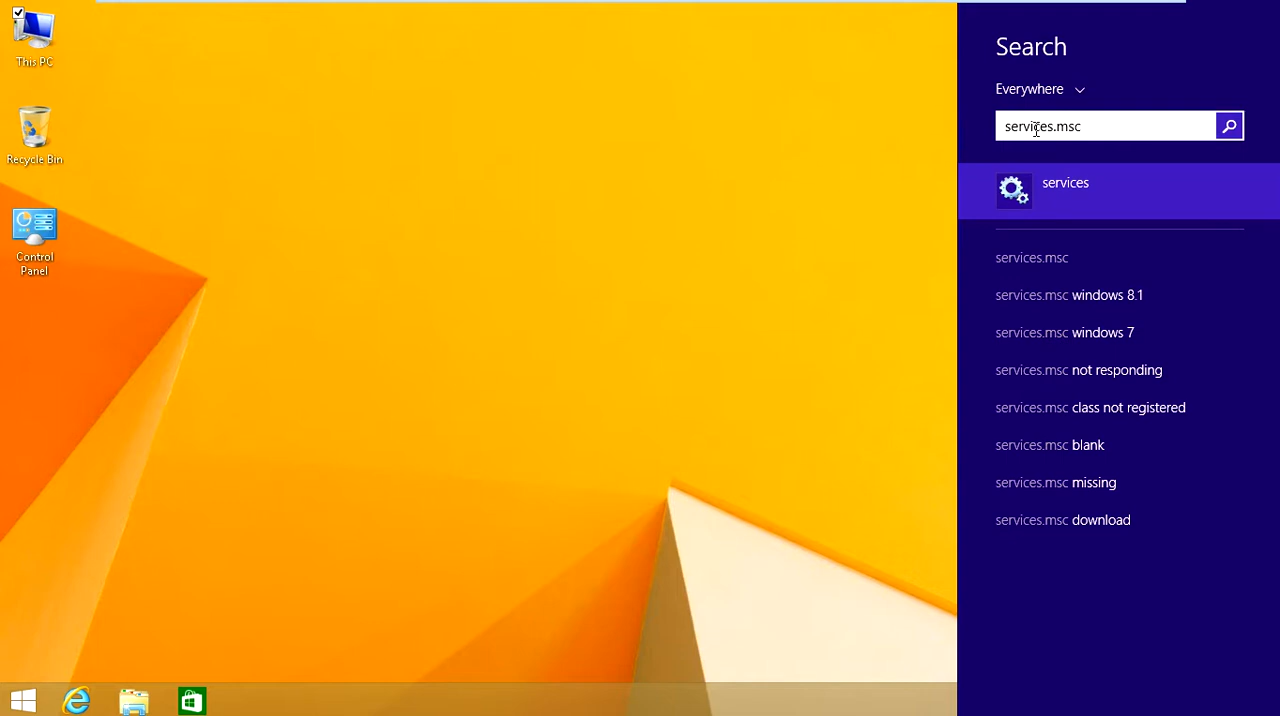 This PC
Recycle Bin
Control
Panel
Search
Everywhere
services.msc
services
services.msc
services.msc windows 8.1
services.msc windows 7
services.msc not responding
services.msc class not registered
services.msc blank
services.msc missing
services.msc download